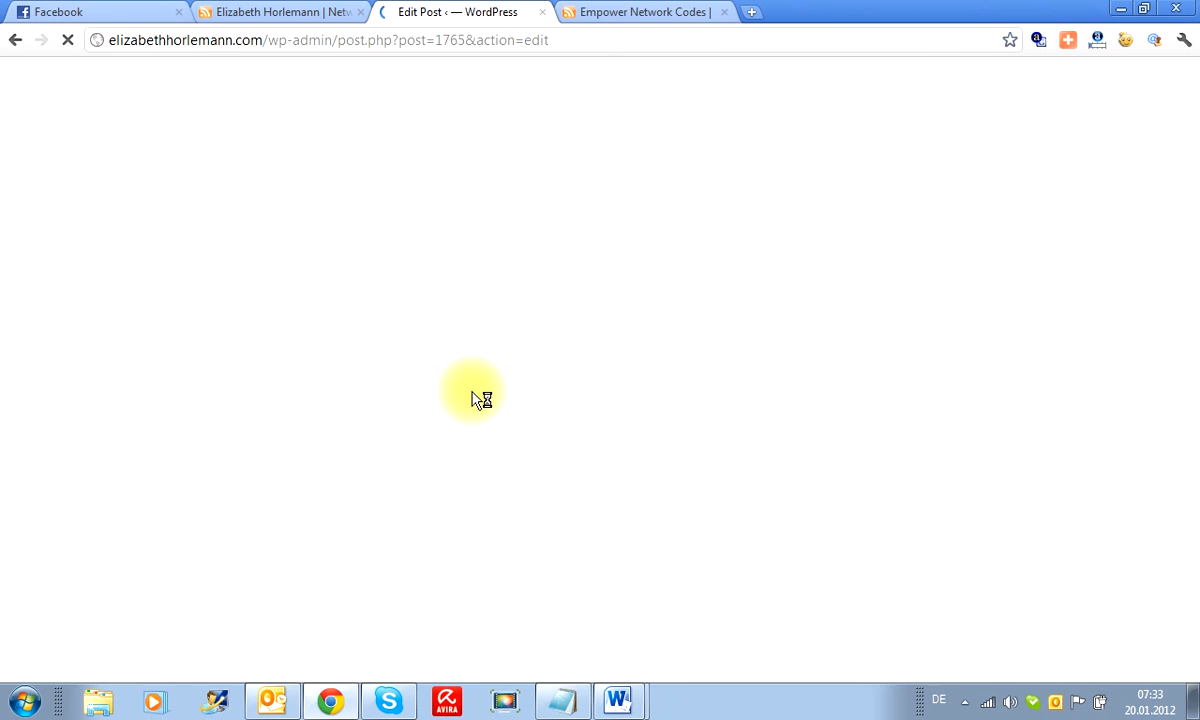 Facebook
Elizabeth Horlemann | Netw
Edit Post ‹ — WordPress
Empower Network Codes |
elizabethhorlemann.com/wp-admin/post.php?post=1765&action=edit
AVIRA
DE
07:33
20.01.2012